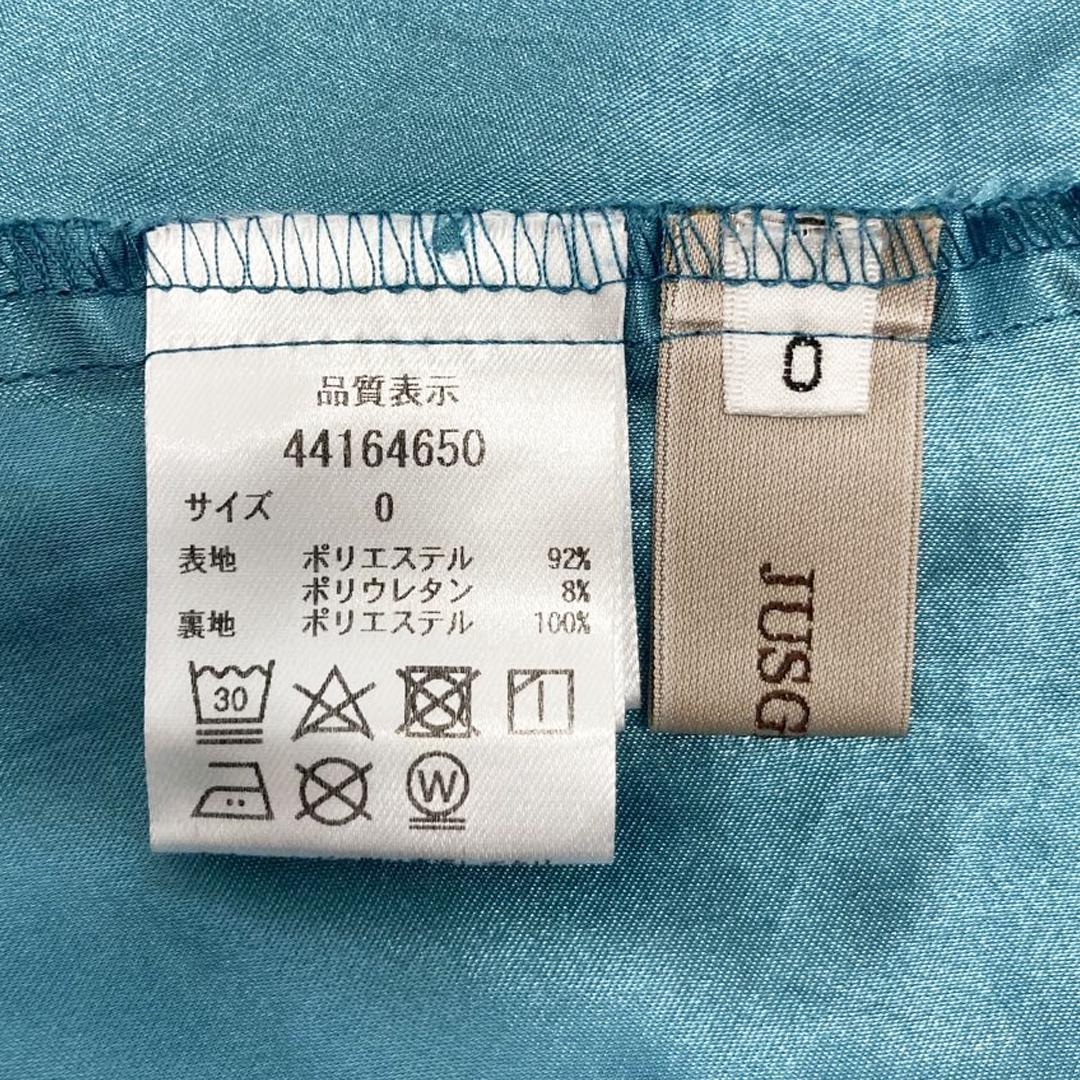 品質表示
44164650
サイズ 0
表地 ポリエステル 92%
ポリウレタン 8%
裏地 ポリエステル 100%
30
W
0
JUSG